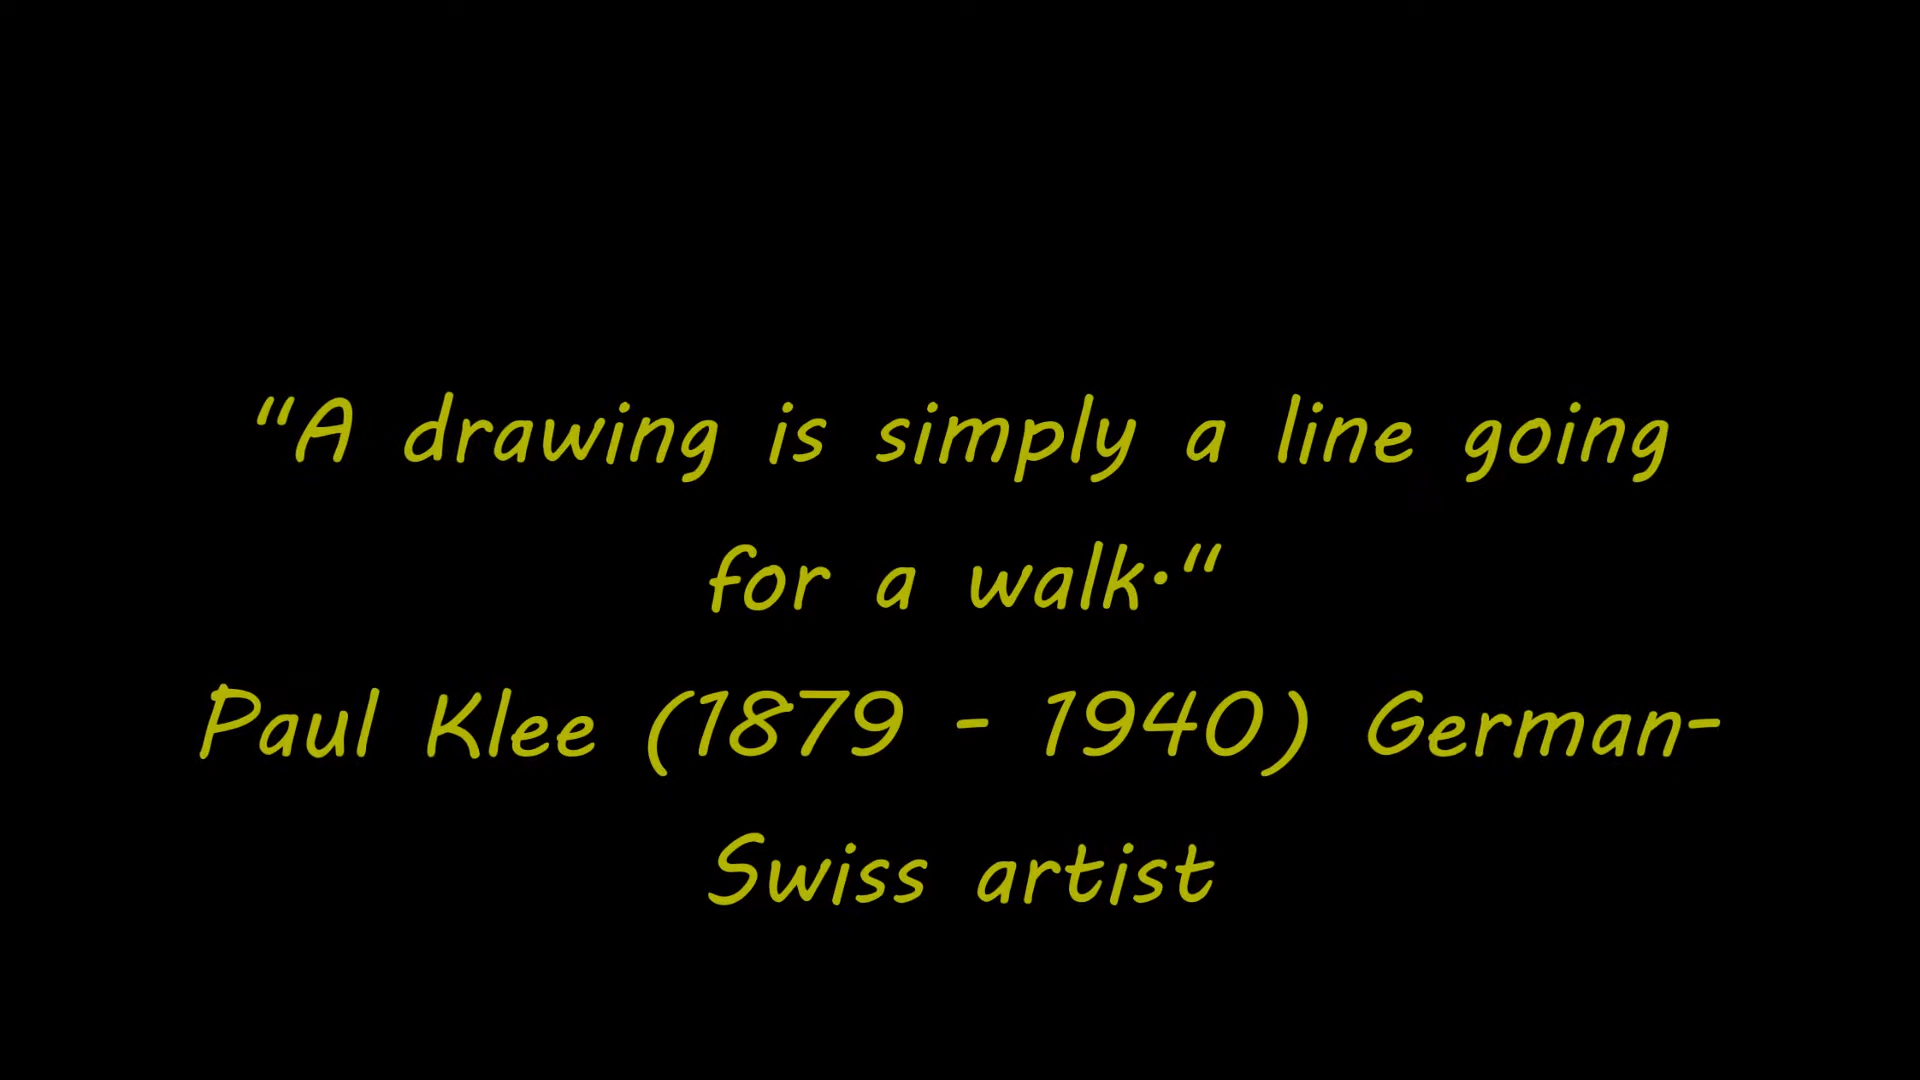 “A drawing is simply a line going
for a walk.“
Paul Klee (1879 - 1940) German-
Swiss artist